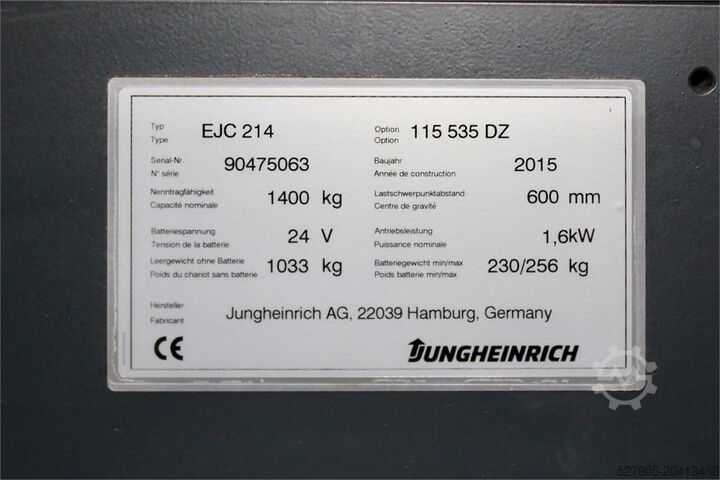 Typ
Type
EJC 214
Option
Option
115 535 DZ
Serial-Nr.
N° série
90475063
Baujahr
Année de construction
2015
Nenntragfähigkeit
Capacité nominale
1400 kg
Lastschwerpunktabstand
Centre de gravité
600 mm
Batteriespannung
Tension de la batterie
24 V
Antriebsleistung
Puissance nominale
1,6kW
Leergewicht ohne Batterie
Poids du chariot sans batterie
1033 kg
Batteriegewicht min/max
Poids batterie min/max
230/256 kg
Hersteller
Fabricant
Jungheinrich AG, 22039 Hamburg, Germany
CE
JUNGHEINRICH
527805-20413480